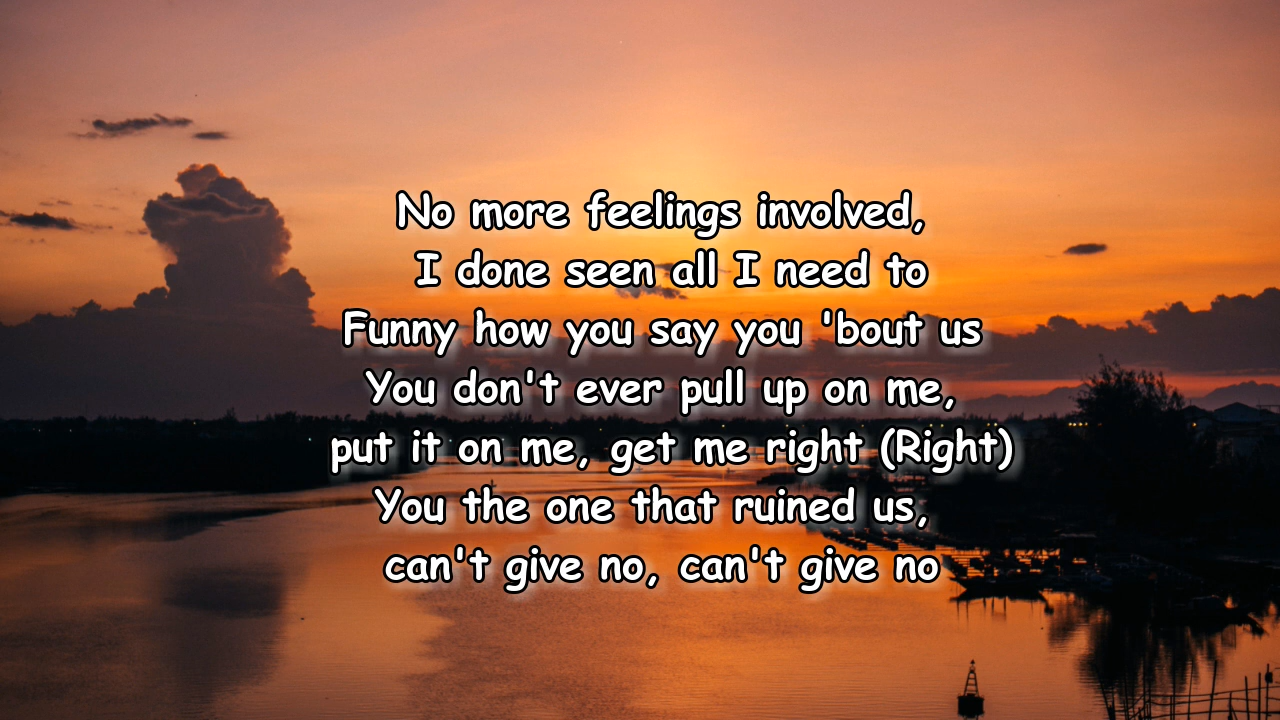 No more feelings involved,
I done seen all I need to
Funny how you say you 'bout us
You don't ever pull up on me,
put it on me, get me right (Right)
You the one that ruined us,
can't give no, can't give no